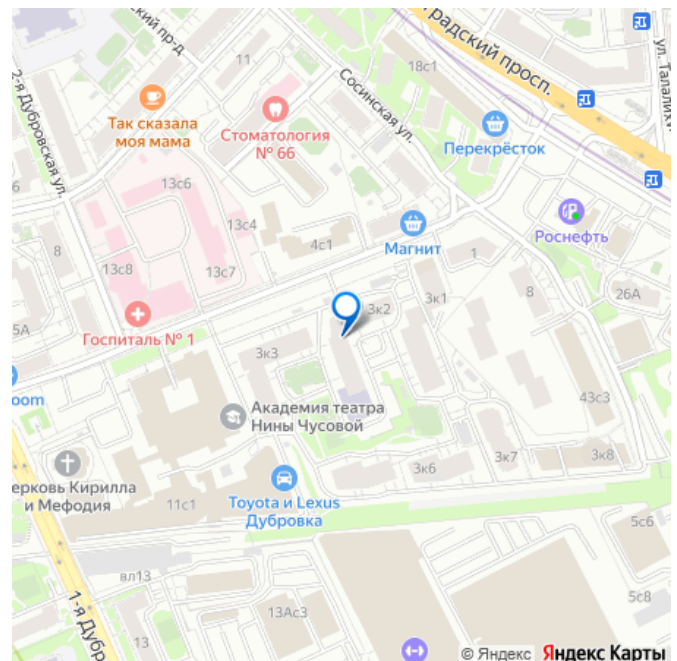 ский пр-д
11
18с1
градский просп.
ул. Талалих
2-я Дубровская ул.
Так сказала
моя мама
Стоматология
№ 66
Сосинская ул.
Перекрёсток
6
13с6
13с4
4с1
Магнит
Роснефть
8
13с8
13с7
1
3к1
8
26А
5А
Госпиталь № 1
3к2
3к3
43с3
oom
Академия театра
Нины Чусовой
3к6
3к7
3к8
ерковь Кирилла
и Мефодия
11с1
Toyota и Lexus
Дубровка
5с6
вл13
13Ас3
5с8
1-я Дубр
13
© Яндекс Яндекс Карты